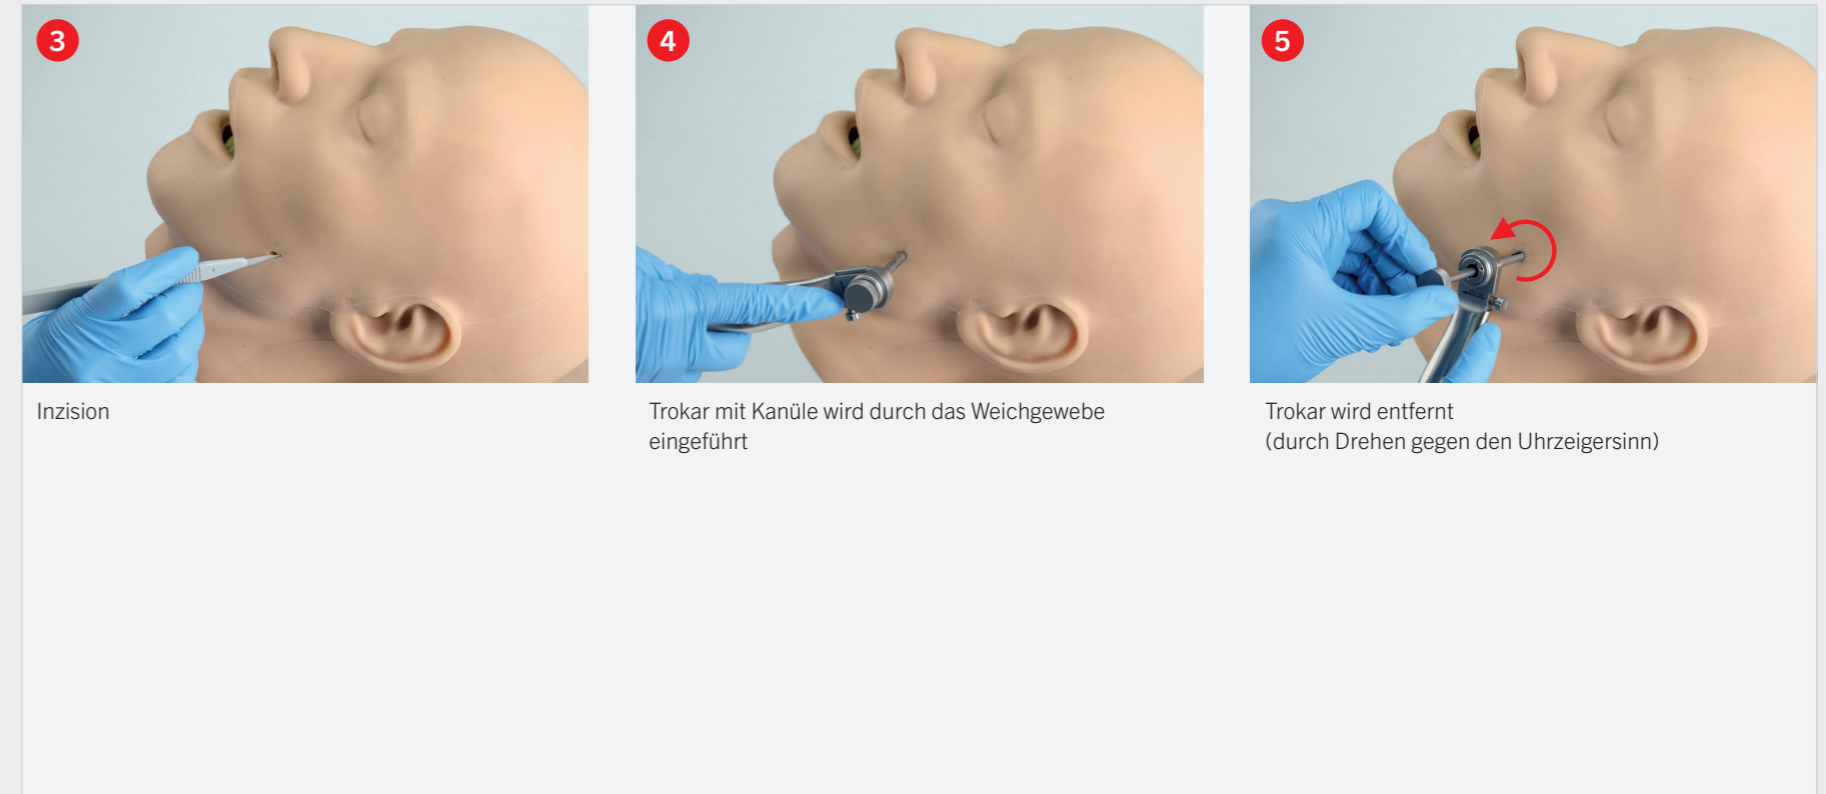 3
Inzision
4
Trokar mit Kanüle wird durch das Weichgewebe
eingeführt
5
Trokar wird entfernt
(durch Drehen gegen den Uhrzeigersinn)